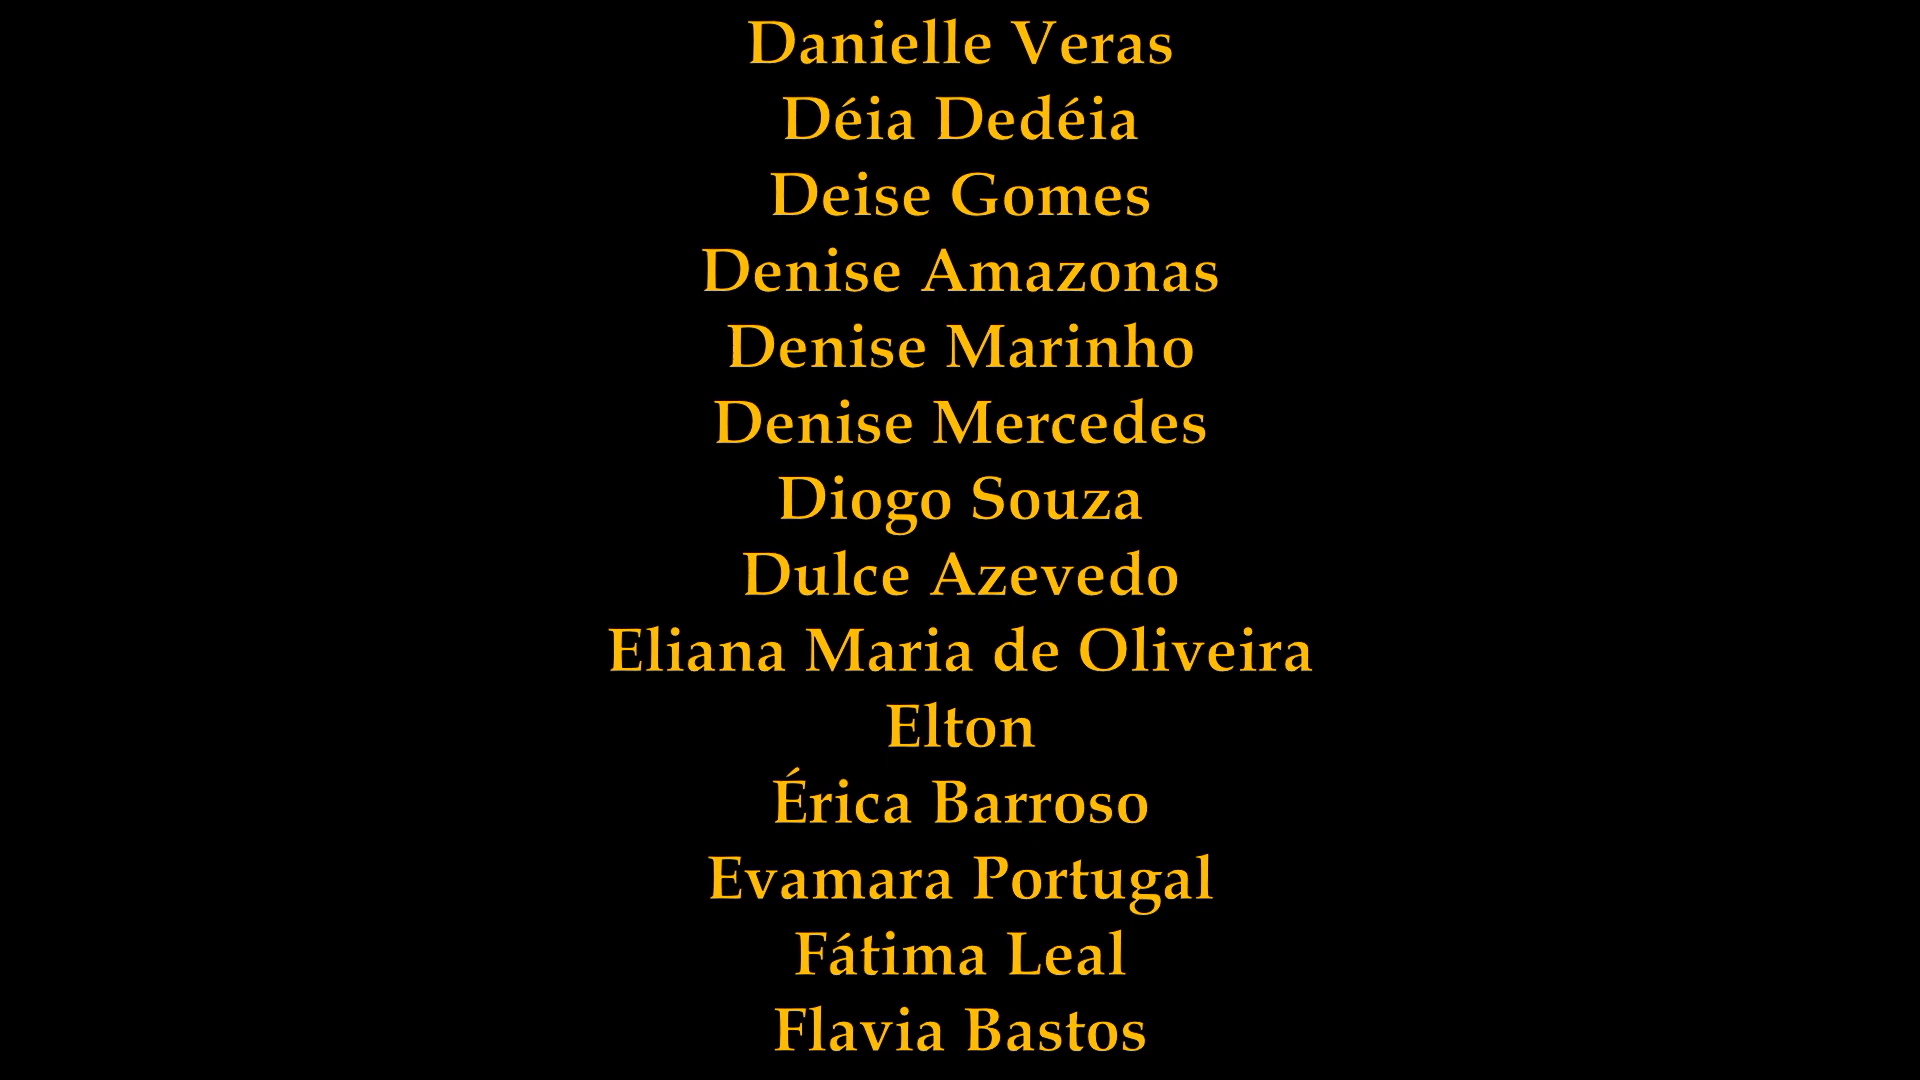 Danielle Veras
Déia Dedéia
Deise Gomes
Denise Amazonas
Denise Marinho
Denise Mercedes
Diogo Souza
Dulce Azevedo
Eliana Maria de Oliveira
Elton
Érica Barroso
Evamara Portugal
Fátima Leal
Flavia Bastos